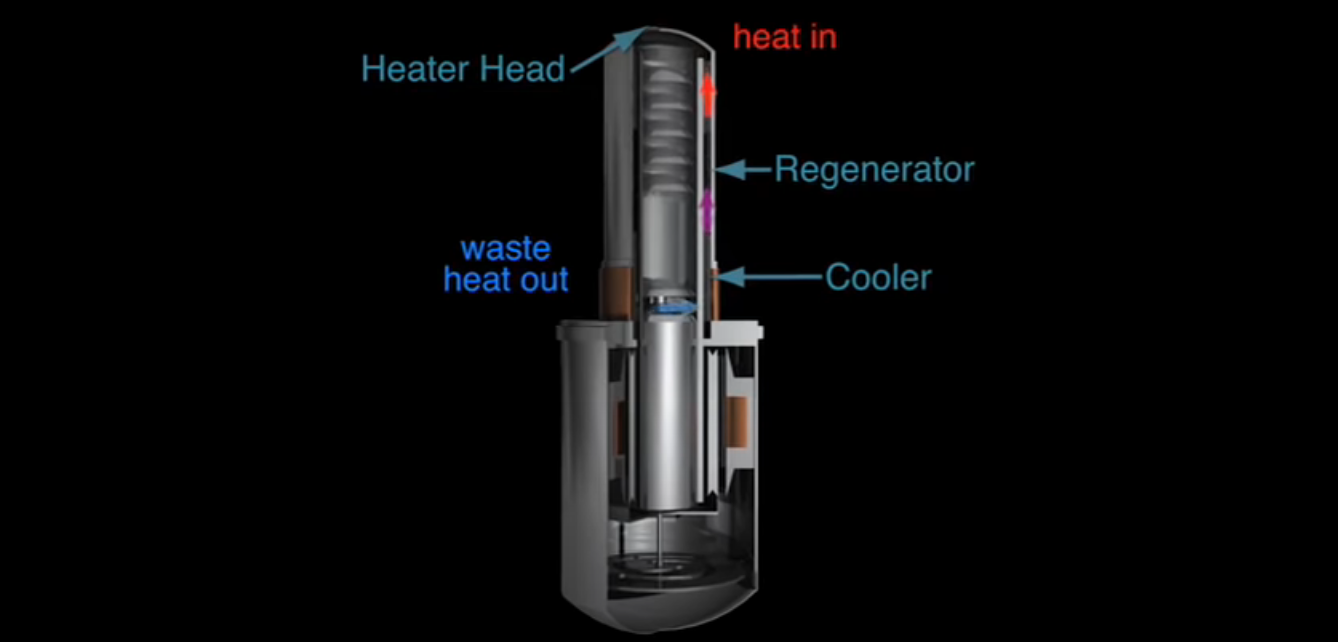 heat in
Heater Head
Regenerator
waste
heat out
Cooler